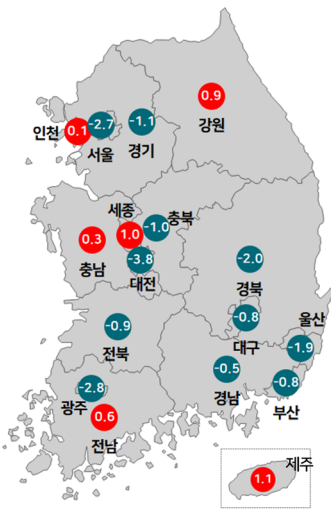 0.9
강원
인천 0.1 -2.7 -1.1
서울 경기
세종 충북
1.0 -1.0
0.3
충남
-3.8
대전
-2.0
경북
-0.9
전북
-0.8
대구
울산
-1.9
-0.5
경남
-0.8
부산
-2.8
광주
0.6
전남
제주
1.1